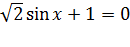 √2 sin x + 1 = 0